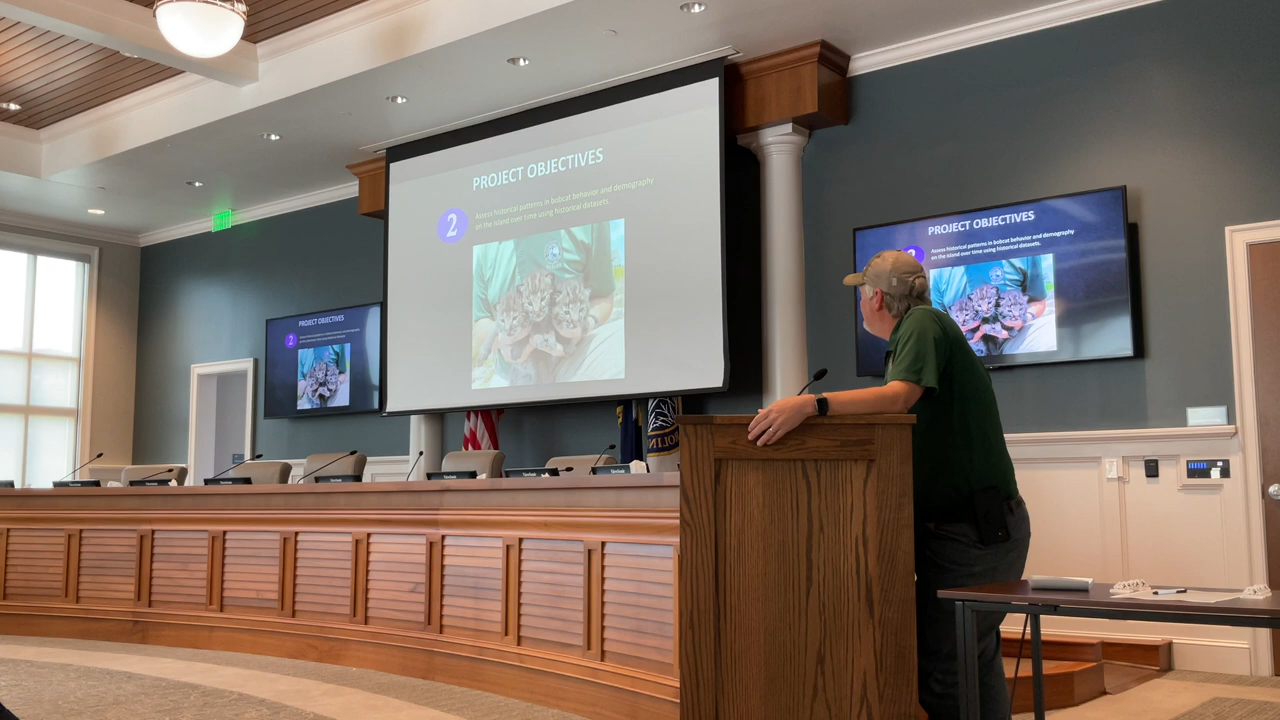 PROJECT OBJECTIVES
2
Assess historical patterns in bobcat behavior and demography
on the island over time using historical datasets.
PROJECT OBJECTIVES
Assess historical patterns in bobcat behavior and demography
on the island over time using historical datasets.
PROJECT OBJECTIVES
2
EXIT